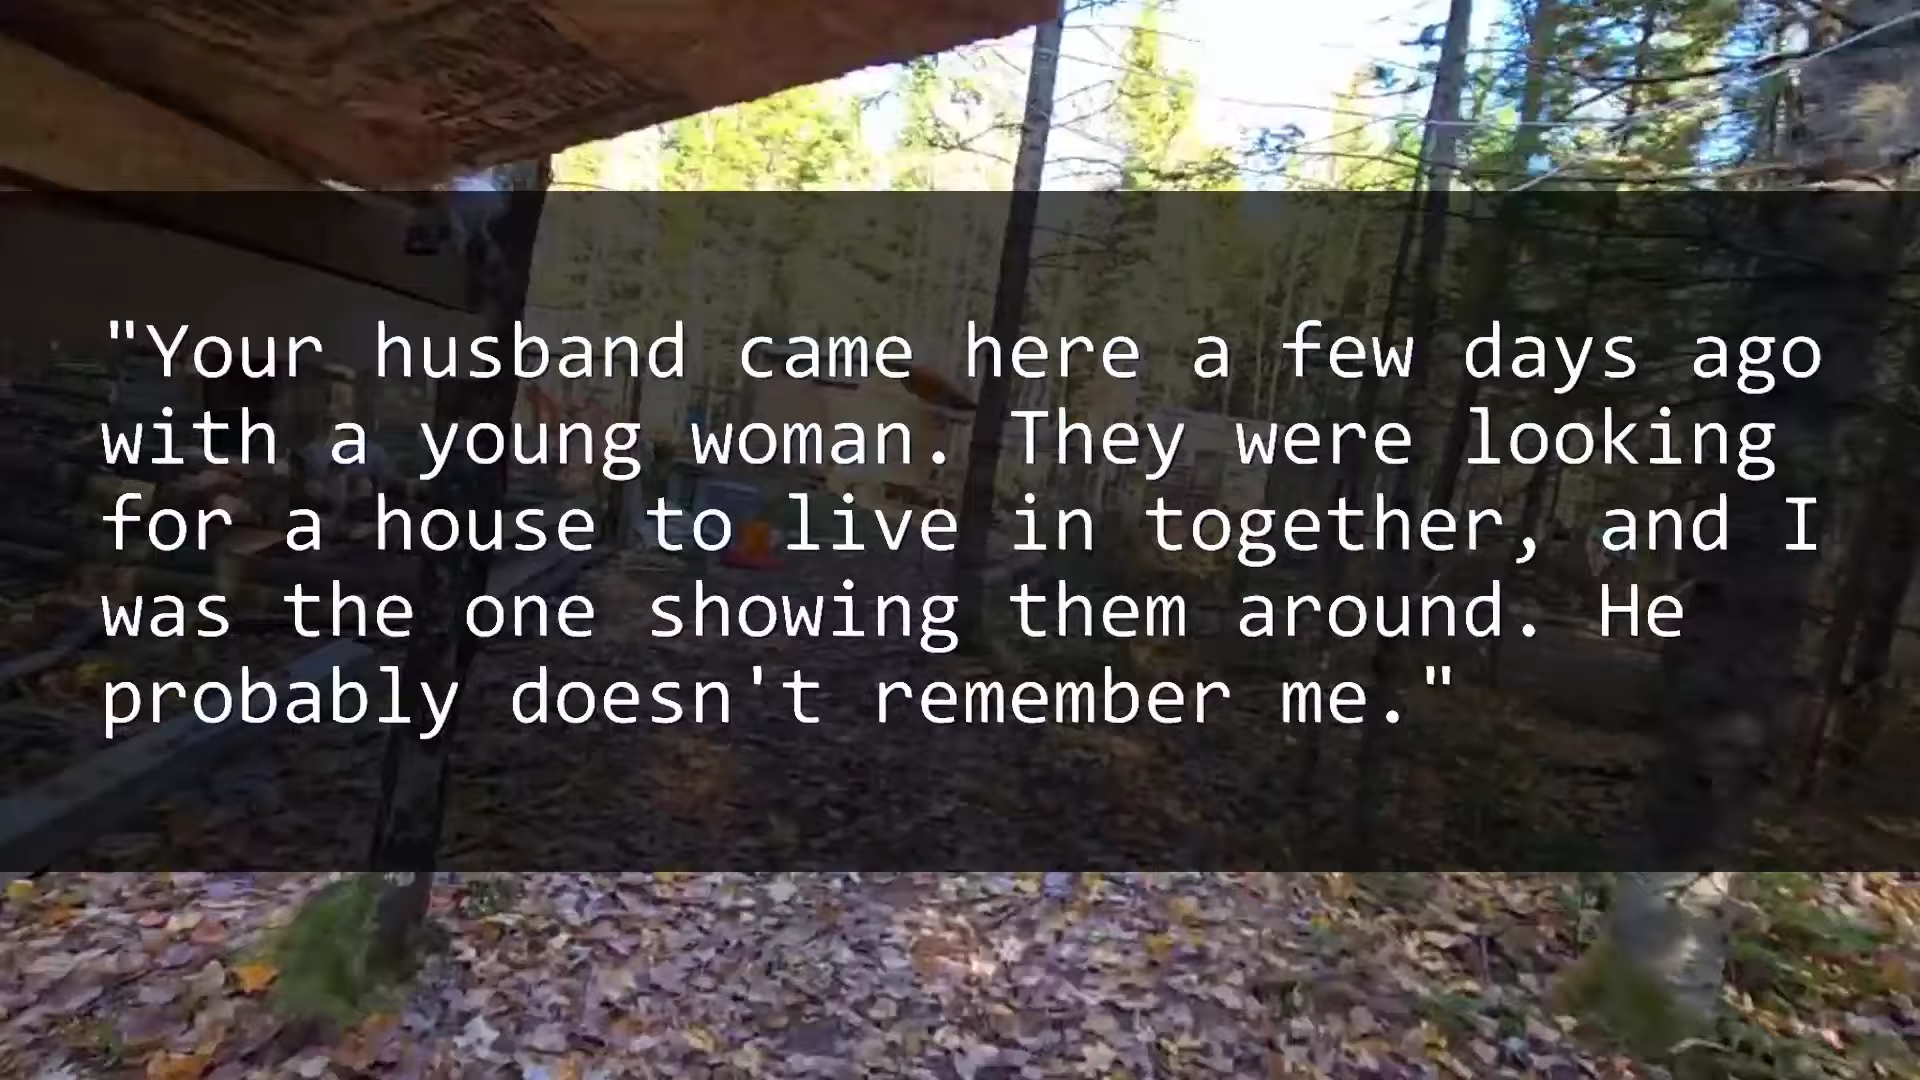 "Your husband came here a few days ago
with a young woman. They were looking
for a house to live in together, and I
was the one showing them around. He
probably doesn't remember me."